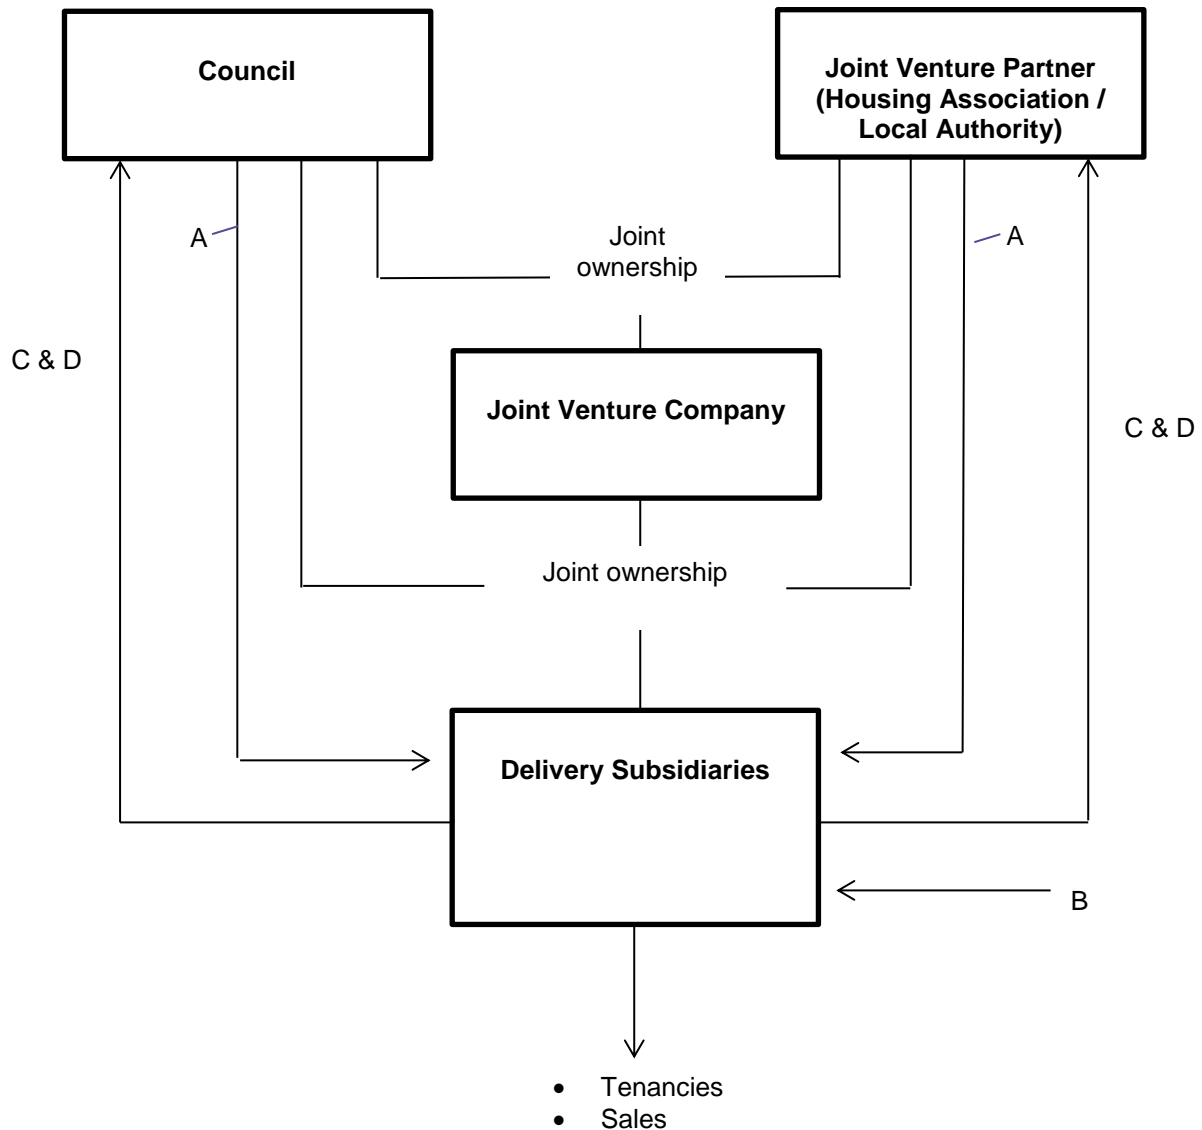 Council
Joint Venture Partner
(Housing Association /
Local Authority)
A
A
Joint
ownership
C & D
Joint Venture Company
C & D
Joint ownership
Delivery Subsidiaries
B
• Tenancies
• Sales